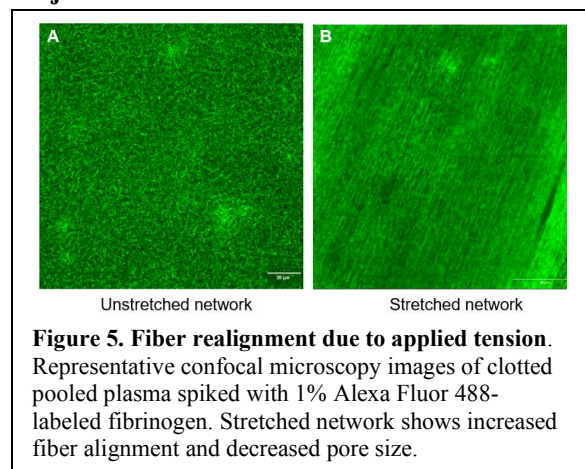 A
B
30 µm
Unstretched network
Stretched network
Figure 5. Fiber realignment due to applied tension.
Representative confocal microscopy images of clotted
pooled plasma spiked with 1% Alexa Fluor 488-
labeled fibrinogen. Stretched network shows increased
fiber alignment and decreased pore size.